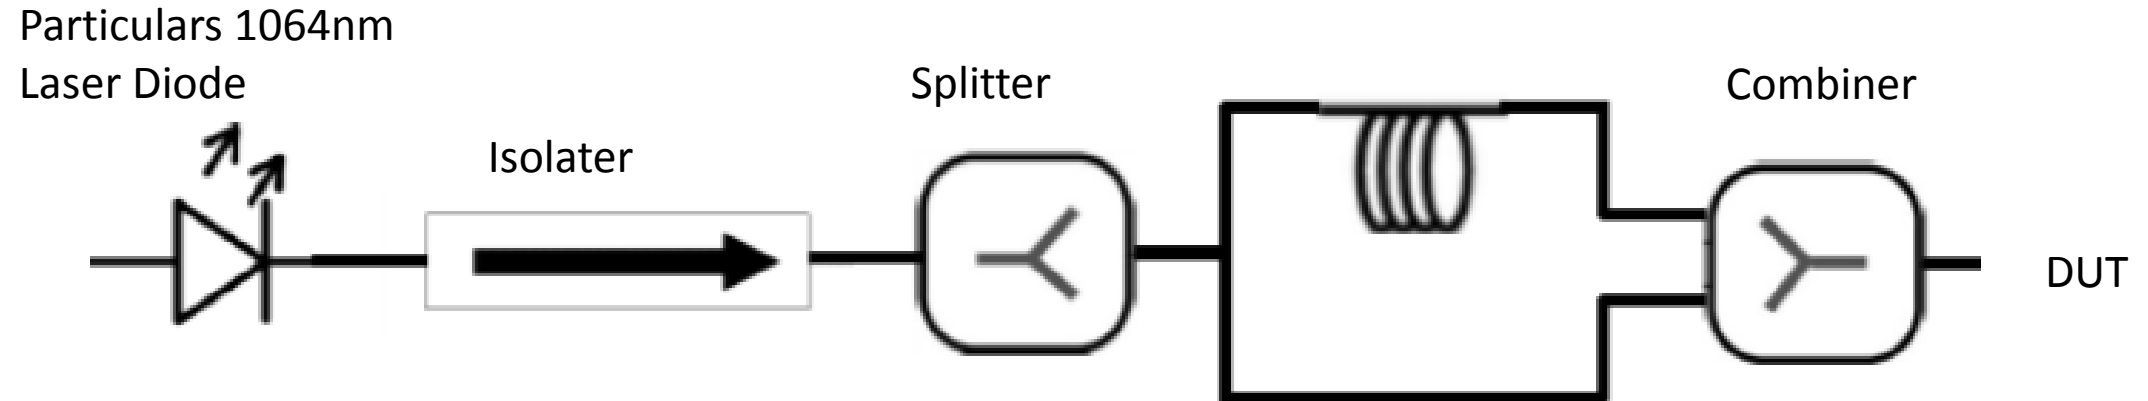 Particulars 1064nm
Laser Diode
Isolater
Splitter
Combiner
DUT